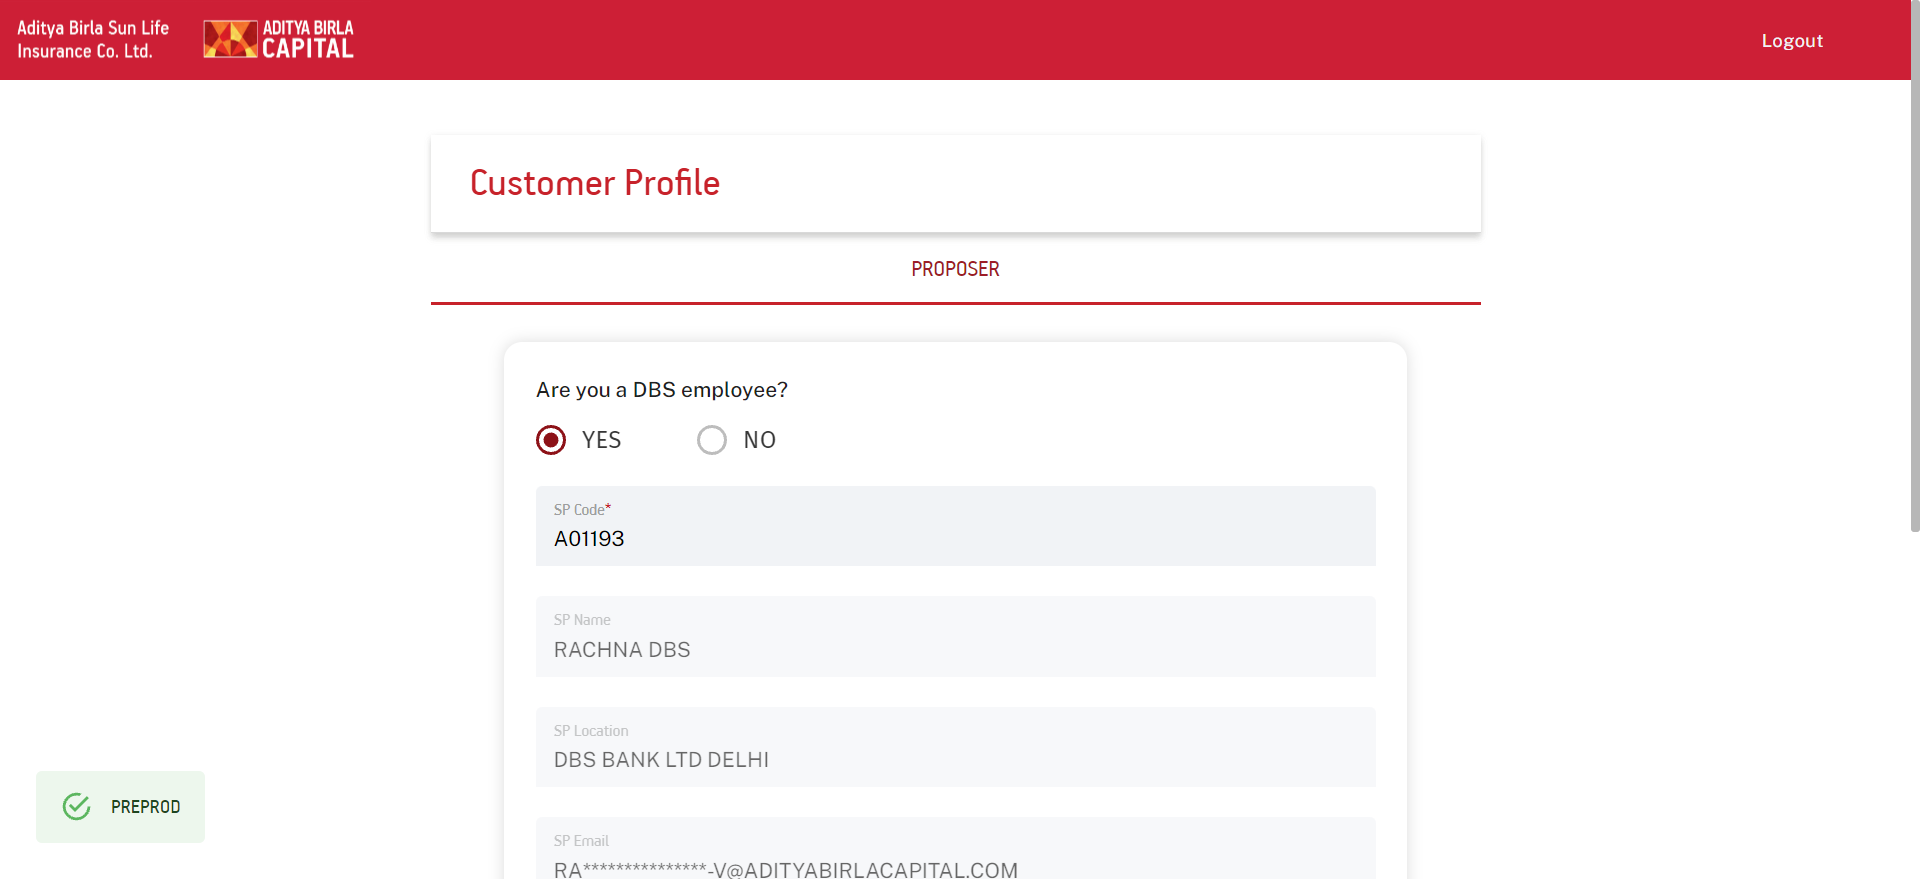 Aditya Birla Sun Life
Insurance Co. Ltd.
ADITYA BIRLA
CAPITAL
Logout
Customer Profile
PROPOSER
Are you a DBS employee?
YES
NO
SP Code*
A01193
SP Name
RACHNA DBS
SP Location
DBS BANK LTD DELHI
PREPROD
SP Email
RA***************-V@ADITYABIRLACAPITAL.COM